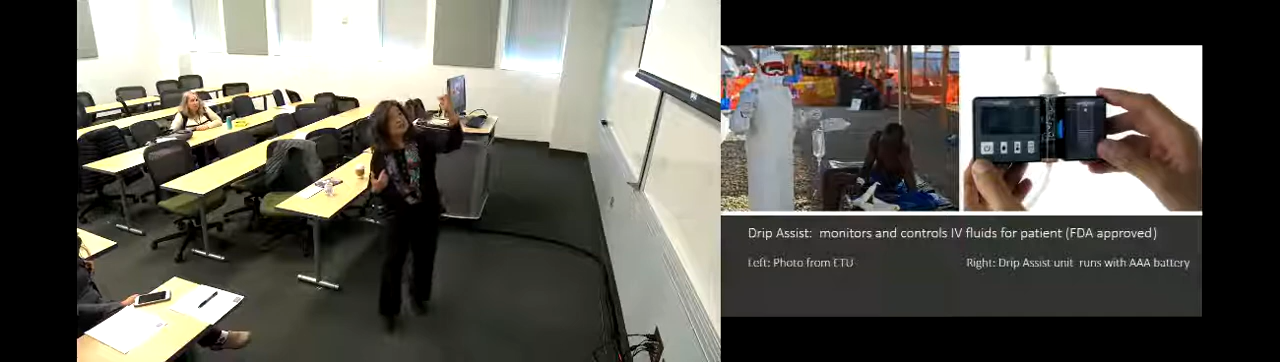 Drip Assist: monitors and controls IV fluids for patient (FDA approved)
Left: Photo from ETU
Right: Drip Assist unit runs with AAA battery